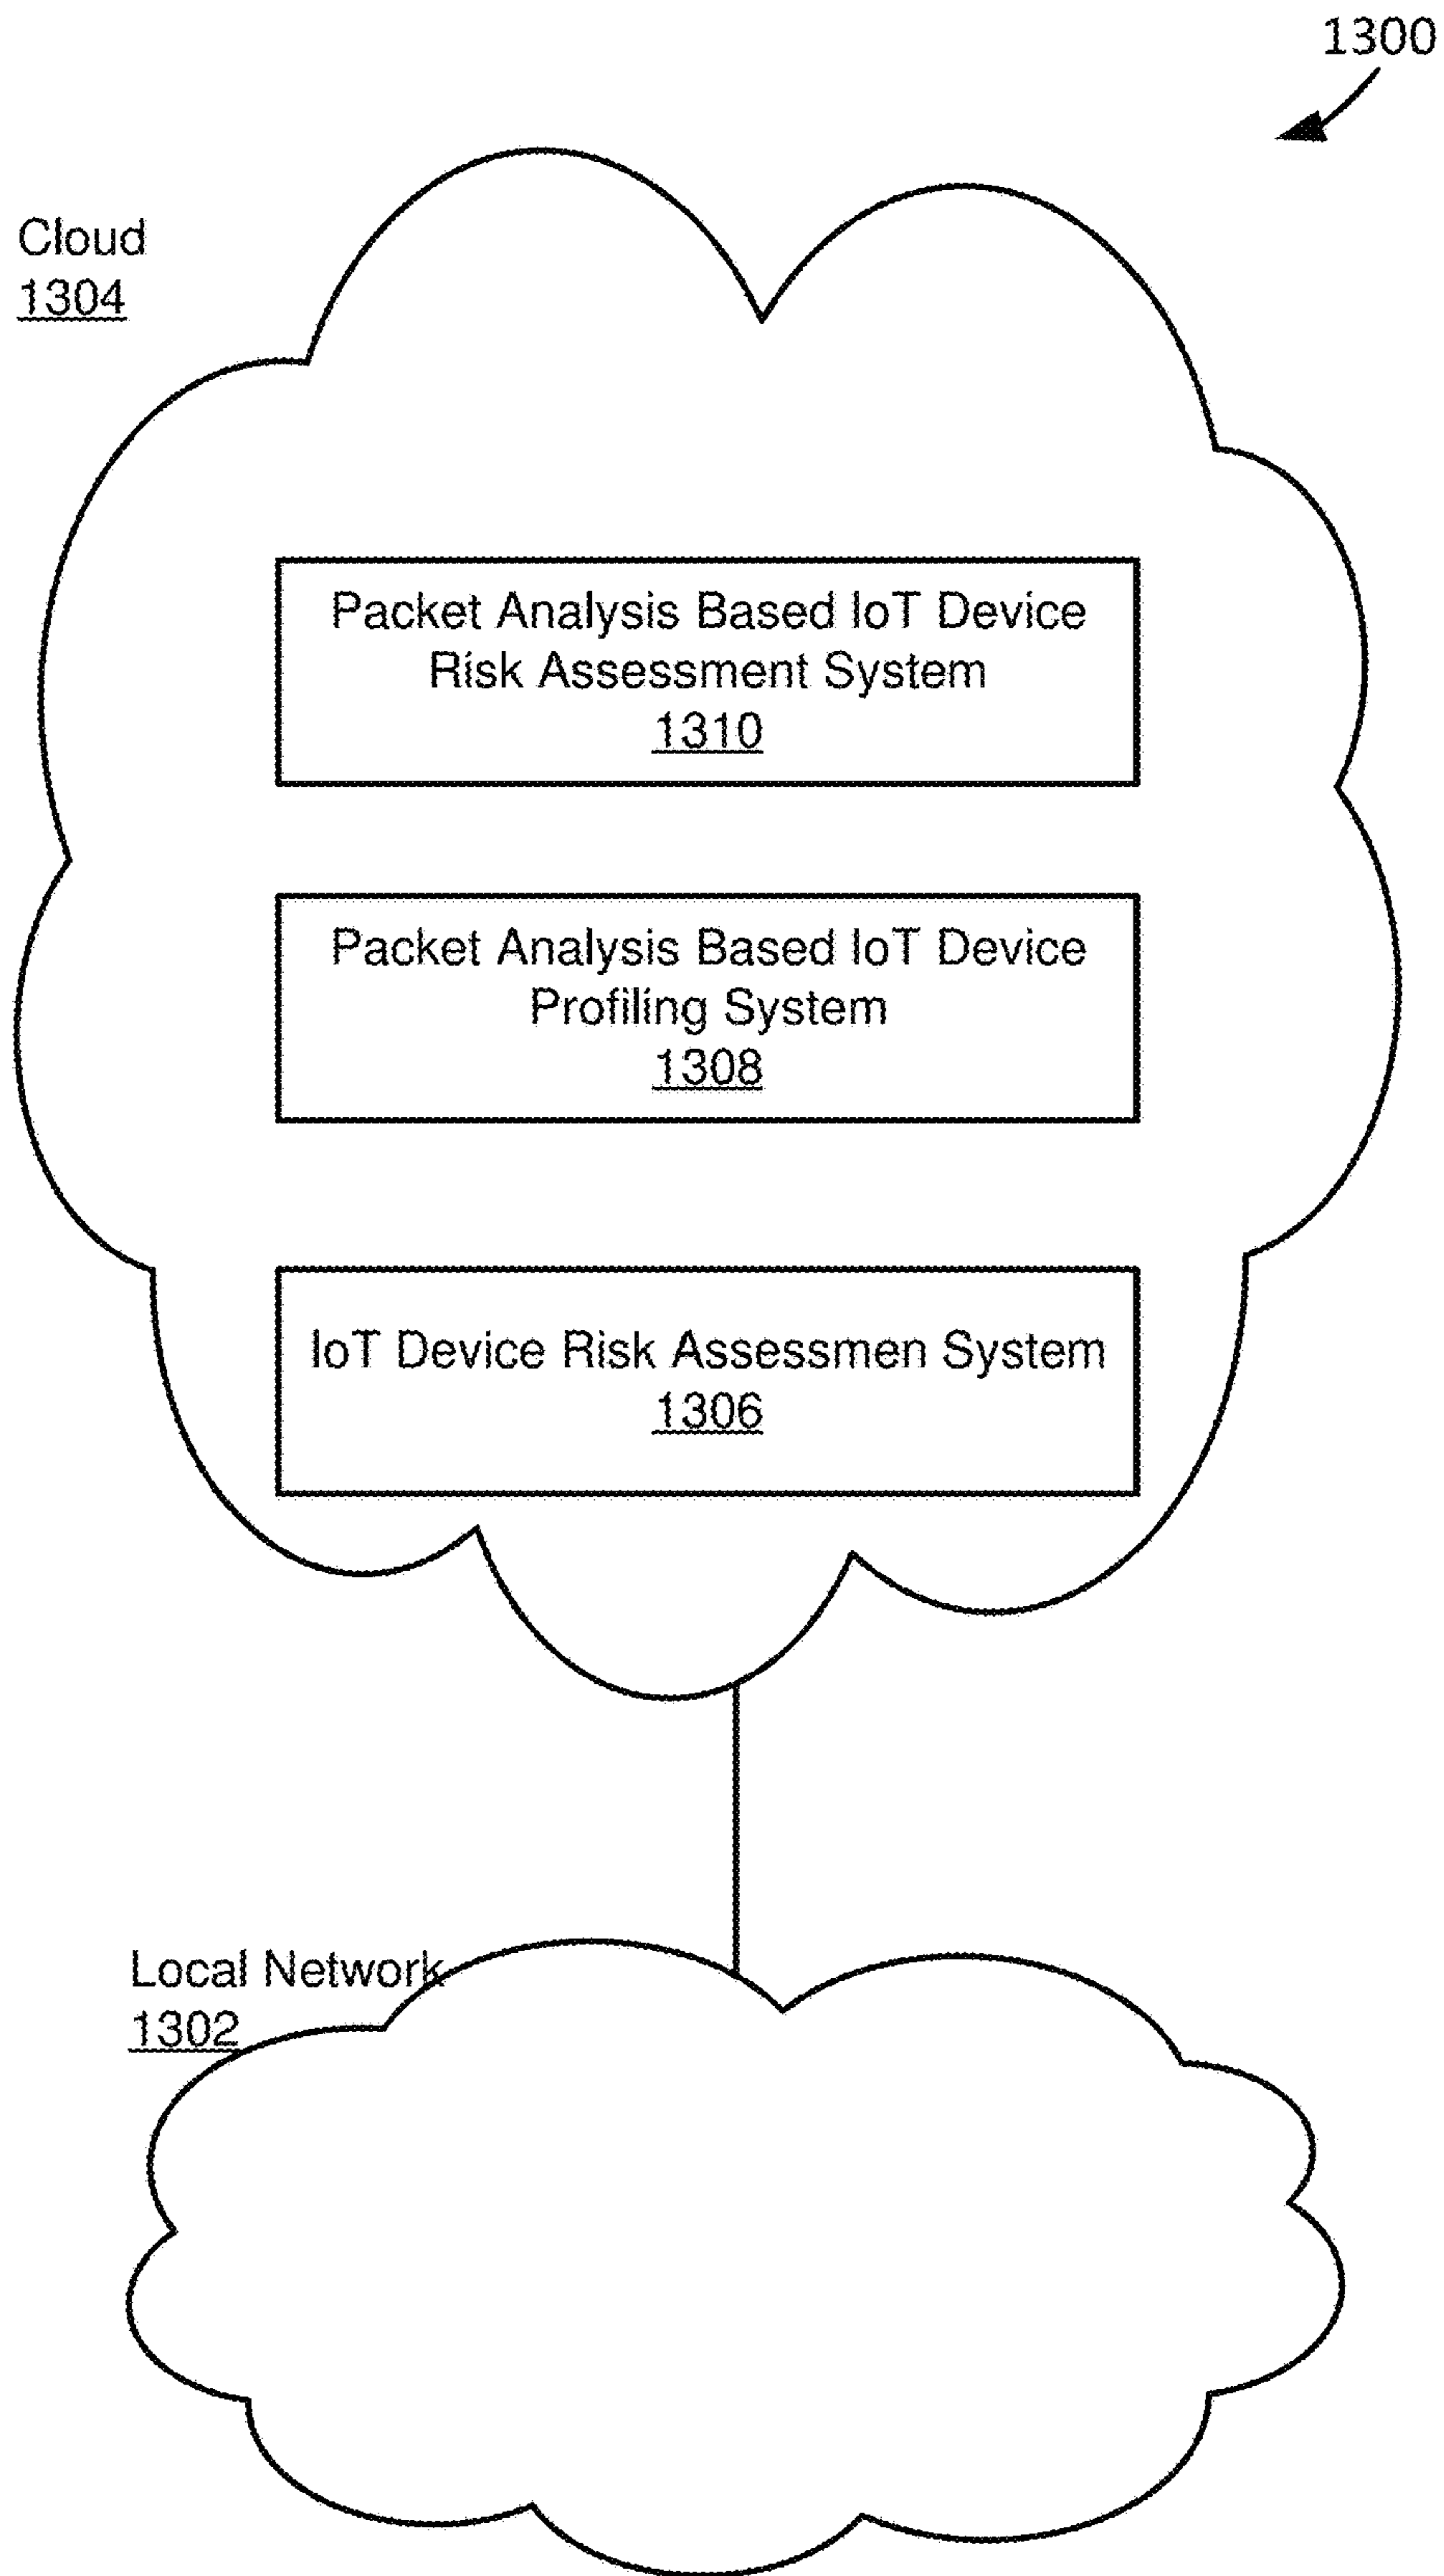 1300
Cloud
1304
Packet Analysis Based IoT Device
Risk Assessment System
1310
Packet Analysis Based IoT Device
Profiling System
1308
IoT Device Risk Assessmen System
1306
Local Network
1302